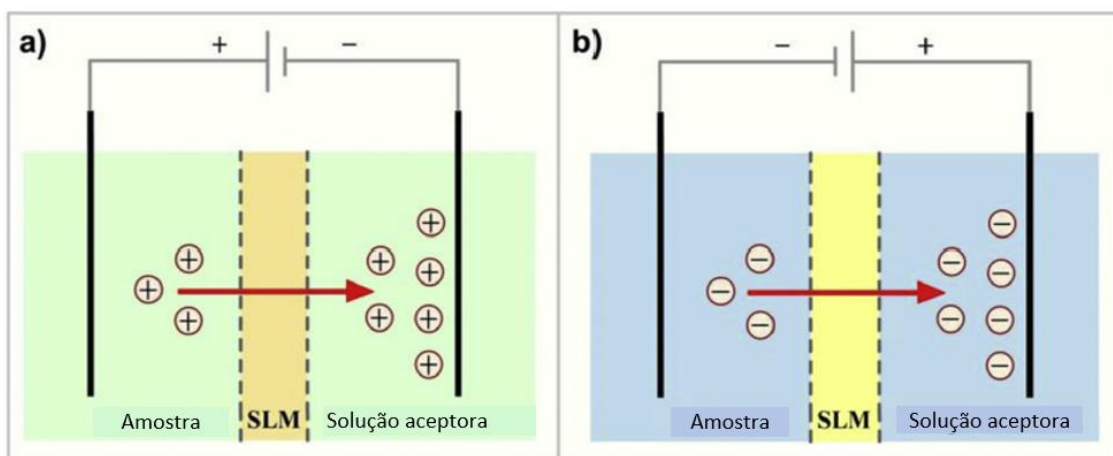 a)
+ −
Amostra SLM Solução aceptora
b)
− +
Amostra SLM Solução aceptora